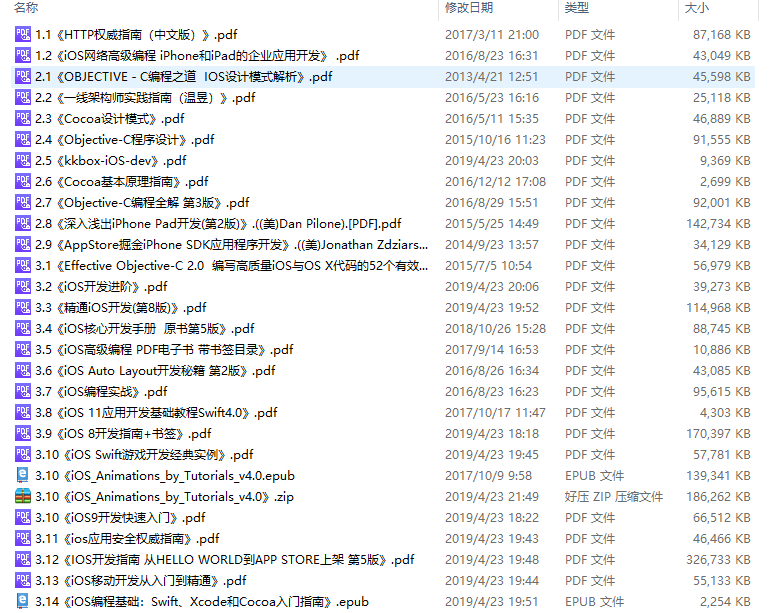 名称 修改日期 类型 大小
1.1《HTTP权威指南（中文版）》.pdf 2017/3/11 21:00 PDF 文件 87,168 KB
1.2《iOS网络高级编程 iPhone和iPad的企业应用开发》 .pdf 2016/8/23 16:31 PDF 文件 43,049 KB
2.1《OBJECTIVE - C编程之道  IOS设计模式解析》.pdf 2013/4/21 12:51 PDF 文件 45,598 KB
2.2《一线架构师实践指南（温昱）》.pdf 2016/5/23 16:16 PDF 文件 25,118 KB
2.3《Cocoa设计模式》.pdf 2016/5/11 15:35 PDF 文件 46,889 KB
2.4《Objective-C程序设计》.pdf 2015/10/16 11:23 PDF 文件 91,555 KB
2.5《kkbox-iOS-dev》.pdf 2019/4/23 20:03 PDF 文件 9,369 KB
2.6《Cocoa基本原理指南》.pdf 2016/12/12 17:08 PDF 文件 2,699 KB
2.7《Objective-C编程全解 第3版》.pdf 2016/8/29 15:51 PDF 文件 92,001 KB
2.8《深入浅出iPhone Pad开发(第2版)》.((美)Dan Pilone).[PDF].pdf 2015/5/25 14:49 PDF 文件 142,734 KB
2.9《AppStore掘金iPhone SDK应用程序开发》.((美)Jonathan Zdziars... 2014/9/23 13:57 PDF 文件 34,129 KB
3.1《Effective Objective-C 2.0  编写高质量iOS与OS X代码的52个有效... 2015/7/5 10:54 PDF 文件 56,979 KB
3.2《iOS开发进阶》.pdf 2019/4/23 20:06 PDF 文件 39,273 KB
3.3《精通iOS开发(第8版)》.pdf 2019/4/23 19:52 PDF 文件 114,968 KB
3.4《iOS核心开发手册  原书第5版》.pdf 2018/10/26 15:28 PDF 文件 88,745 KB
3.5《iOS高级编程 PDF电子书 带书签目录》.pdf 2017/9/14 16:53 PDF 文件 10,886 KB
3.6《iOS Auto Layout开发秘籍 第2版》.pdf 2016/8/26 16:34 PDF 文件 43,085 KB
3.7《iOS编程实战》.pdf 2016/8/23 16:23 PDF 文件 95,615 KB
3.8《iOS 11应用开发基础教程Swift4.0》.pdf 2017/10/17 11:47 PDF 文件 4,303 KB
3.9《iOS 8开发指南+书签》.pdf 2019/4/23 18:18 PDF 文件 170,397 KB
3.10《iOS Swift游戏开发经典实例》.pdf 2019/4/23 19:45 PDF 文件 57,781 KB
3.10《iOS_Animations_by_Tutorials_v4.0.epub 2017/10/9 9:58 EPUB 文件 139,341 KB
3.10《iOS_Animations_by_Tutorials_v4.0》.zip 2019/4/23 21:49 好压 ZIP 压缩文件 186,262 KB
3.10《iOS9开发快速入门》.pdf 2019/4/23 18:22 PDF 文件 66,512 KB
3.11《ios应用安全权威指南》.pdf 2019/4/23 19:43 PDF 文件 46,466 KB
3.12《IOS开发指南 从HELLO WORLD到APP STORE上架 第5版》.pdf 2019/4/23 19:48 PDF 文件 326,733 KB
3.13《iOS移动开发从入门到精通》.pdf 2019/4/23 19:44 PDF 文件 55,133 KB
3.14《iOS编程基础：Swift、Xcode和Cocoa入门指南》.epub 2019/4/23 19:51 EPUB 文件 2,254 KB